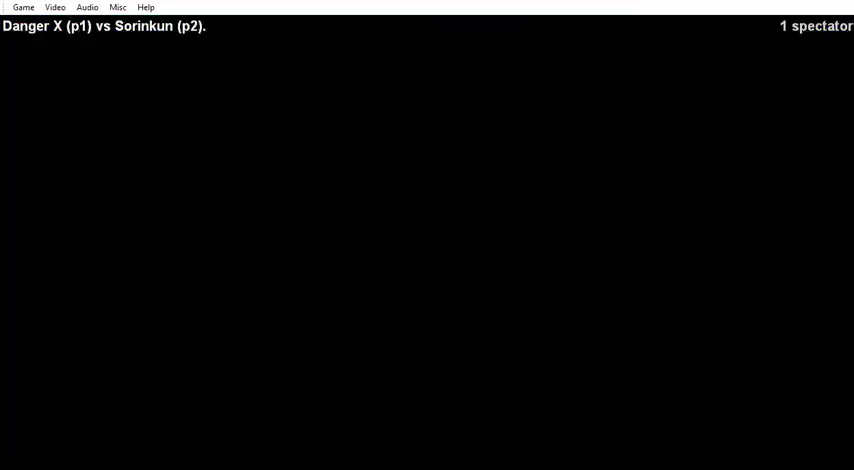 Game Video Audio Misc Help
Danger X (p1) vs Sorinkun (p2). 1 spectator